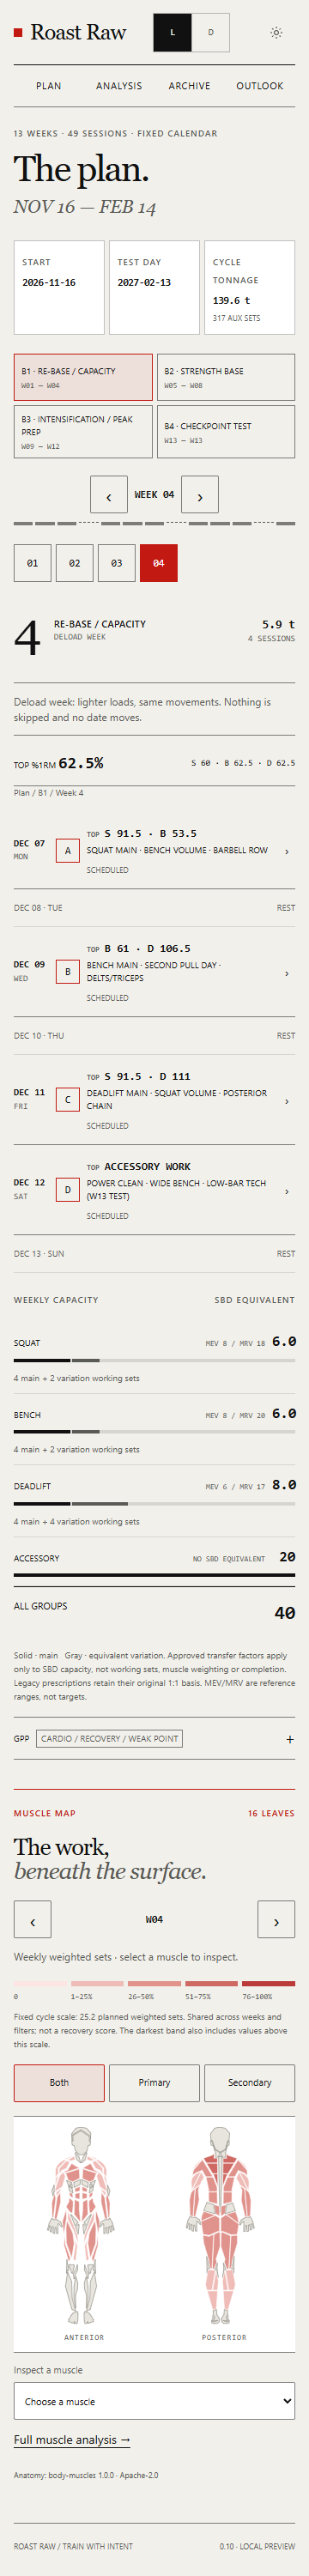 Roast Raw
L
D
PLAN
ANALYSIS
ARCHIVE
OUTLOOK
13 WEEKS · 49 SESSIONS · FIXED CALENDAR
The plan.
NOV 16 — FEB 14
START
2026-11-16
TEST DAY
2027-02-13
CYCLE
TONNAGE
139.6 t
317 AUX SETS
B1 · RE-BASE / CAPACITY
W01 — W04
B2 · STRENGTH BASE
W05 — W08
B3 · INTENSIFICATION / PEAK
PREP
W09 — W12
B4 · CHECKPOINT TEST
W13 — W13
‹
WEEK 04
›
01
02
03
04
4
RE-BASE / CAPACITY
DELOAD WEEK
5.9 t
4 SESSIONS
Deload week: lighter loads, same movements. Nothing is
skipped and no date moves.
TOP %1RM 62.5%
S 60 · B 62.5 · D 62.5
Plan / B1 / Week 4
DEC 07
MON
A
TOP S 91.5 · B 53.5
SQUAT MAIN · BENCH VOLUME · BARBELL ROW
SCHEDULED
›
DEC 08 · TUE
REST
DEC 09
WED
B
TOP B 61 · D 106.5
BENCH MAIN · SECOND PULL DAY ·
DELTS/TRICEPS
SCHEDULED
›
DEC 10 · THU
REST
DEC 11
FRI
C
TOP S 91.5 · D 111
DEADLIFT MAIN · SQUAT VOLUME · POSTERIOR
CHAIN
SCHEDULED
›
DEC 12
SAT
D
TOP ACCESSORY WORK
POWER CLEAN · WIDE BENCH · LOW-BAR TECH
(W13 TEST)
SCHEDULED
›
DEC 13 · SUN
REST
WEEKLY CAPACITY
SBD EQUIVALENT
SQUAT
MEV 8 / MRV 18 6.0
4 main + 2 variation working sets
BENCH
MEV 8 / MRV 20 6.0
4 main + 2 variation working sets
DEADLIFT
MEV 6 / MRV 17 8.0
4 main + 4 variation working sets
ACCESSORY
NO SBD EQUIVALENT 20
ALL GROUPS
40
Solid · main Gray · equivalent variation. Approved transfer factors apply
only to SBD capacity, not working sets, muscle weighting or completion.
Legacy prescriptions retain their original 1:1 basis. MEV/MRV are reference
ranges, not targets.
GPP
CARDIO / RECOVERY / WEAK POINT
+
MUSCLE MAP
16 LEAVES
The work,
beneath the surface.
‹
W04
›
Weekly weighted sets · select a muscle to inspect.
0
1–25%
26–50%
51–75%
76–100%
Fixed cycle scale: 25.2 planned weighted sets. Shared across weeks and
filters; not a recovery score. The darkest band also includes values above
this scale.
Both
Primary
Secondary
ANTERIOR
POSTERIOR
Inspect a muscle
Choose a muscle
Full muscle analysis →
Anatomy: body-muscles 1.0.0 · Apache-2.0
ROAST RAW / TRAIN WITH INTENT
0.10 · LOCAL PREVIEW